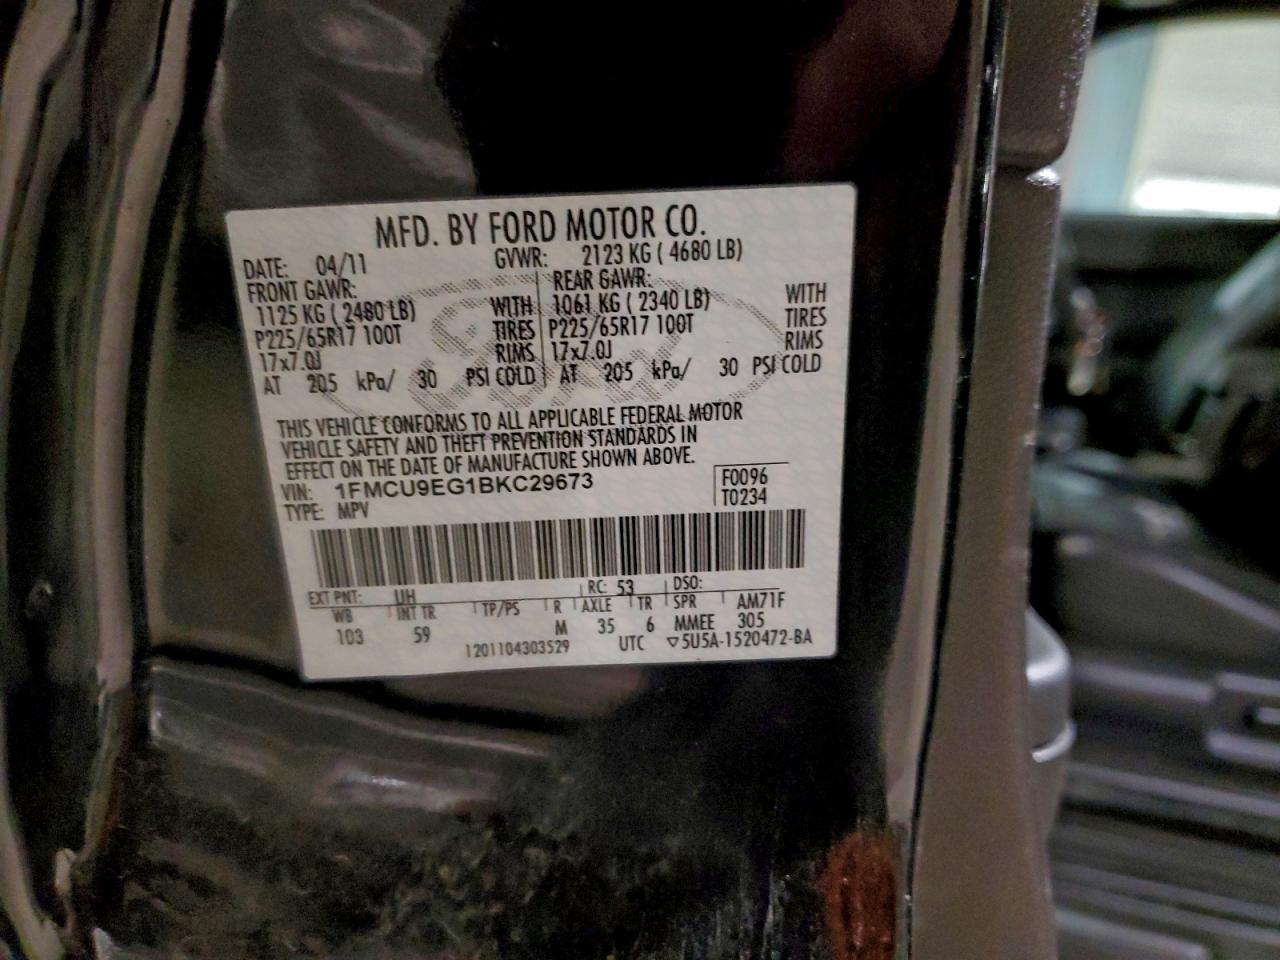 MFD. BY FORD MOTOR CO.
DATE: 04/11 GVWR: 2123 KG ( 4680 LB)
FRONT GAWR: REAR GAWR:
1125 KG ( 2480 LB) WITH 1061 KG ( 2340 LB) WITH
P225/65R17 100T TIRES P225/65R17 100T TIRES
17x7.0J RIMS 17x7.0J RIMS
AT 205 kPa/ 30 PSI COLD AT 205 kPa/ 30 PSI COLD
THIS VEHICLE CONFORMS TO ALL APPLICABLE FEDERAL MOTOR
VEHICLE SAFETY AND THEFT PREVENTION STANDARDS IN
EFFECT ON THE DATE OF MANUFACTURE SHOWN ABOVE.
VIN: 1FMCU9EG1BKC29673 F0096
TYPE: MPV T0234
EXT PNT: UH RC: 53 DSO:
WB INT TR TP/PS R AXLE TR SPR AM71F
103 59 M 35 6 MMEE 305
1201104303529 UTC ▽5U5A-1520472-BA